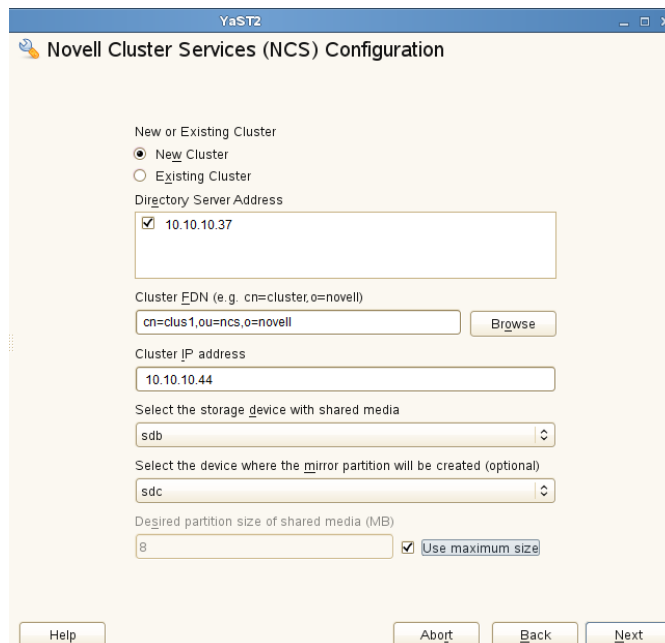 YaST2
Novell Cluster Services (NCS) Configuration
New or Existing Cluster
New Cluster
Existing Cluster
Directory Server Address
10.10.10.37
Cluster FDN (e.g. cn=cluster,o=novell)
cn=clus1,ou=ncs,o=novell
Browse
Cluster IP address
10.10.10.44
Select the storage device with shared media
sdb
Select the device where the mirror partition will be created (optional)
sdc
Desired partition size of shared media (MB)
8
Use maximum size
Help
Abort
Back
Next